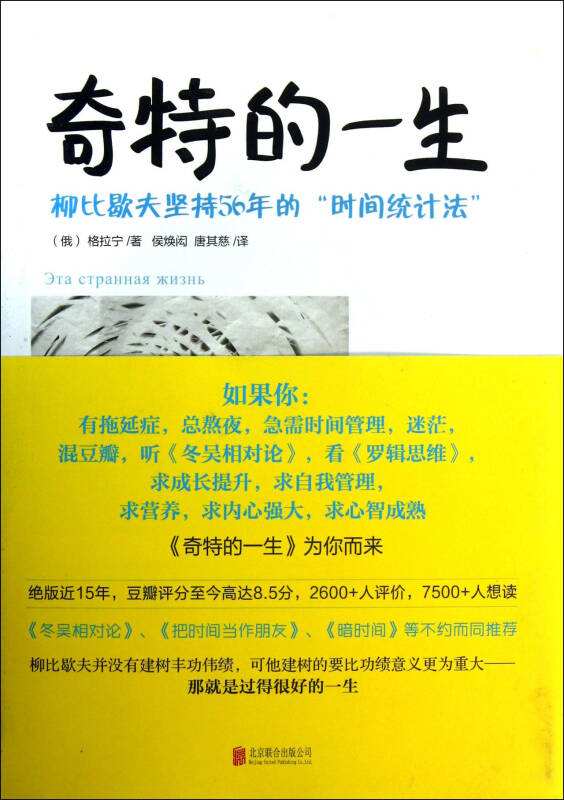 奇特的一生
柳比歇夫坚持56年的“时间统计法”
（俄）格拉宁/著 侯焕闳 唐其慈/译
Эта странная жизнь
如果你：
有拖延症，总熬夜，急需时间管理，迷茫，
混豆瓣，听《冬吴相对论》，看《罗辑思维》，
求成长提升，求自我管理，
求营养，求内心强大，求心智成熟
《奇特的一生》为你而来
绝版近15年，豆瓣评分至今高达8.5分，2600+人评价，7500+人想读
《冬吴相对论》、《把时间当作朋友》、《暗时间》等不约而同推荐
柳比歇夫并没有建树丰功伟绩，可他建树的要比功绩意义更为重大——
那就是过得很好的一生
北京联合出版公司
Beijing United Publishing Co.,Ltd.